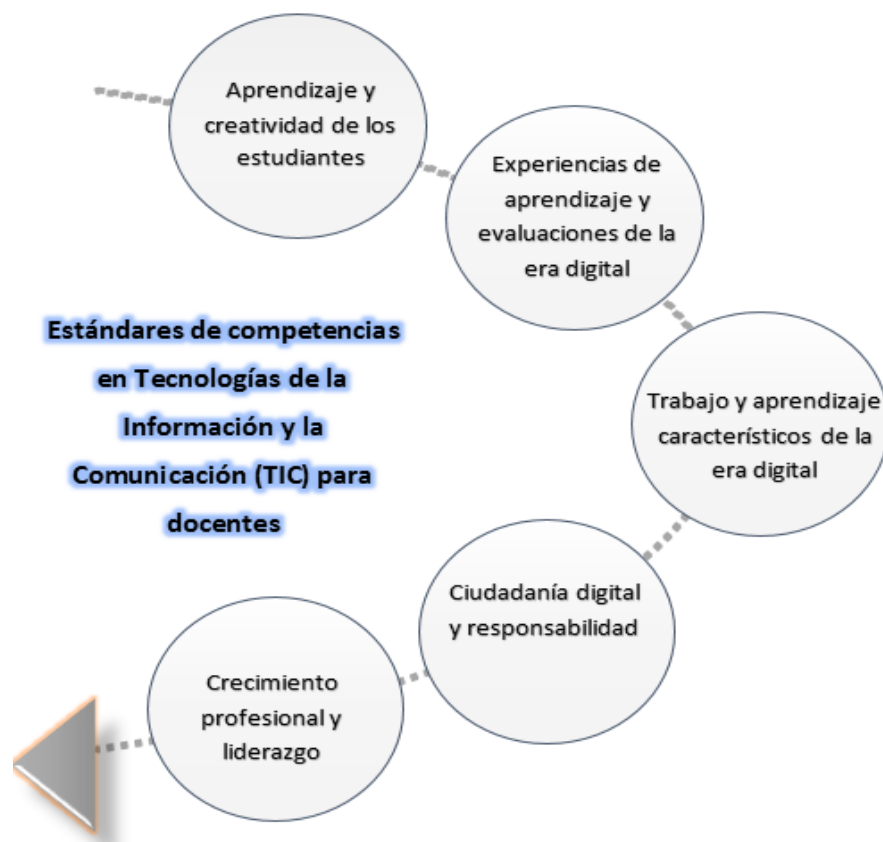 Aprendizaje y
creatividad de los
estudiantes
Experiencias de
aprendizaje y
evaluaciones de la
era digital
Estándares de competencias
en Tecnologías de la
Información y la
Comunicación (TIC) para
docentes
Trabajo y aprendizaje
característicos de la
era digital
Ciudadanía digital
y responsabilidad
Crecimiento
profesional y
liderazgo